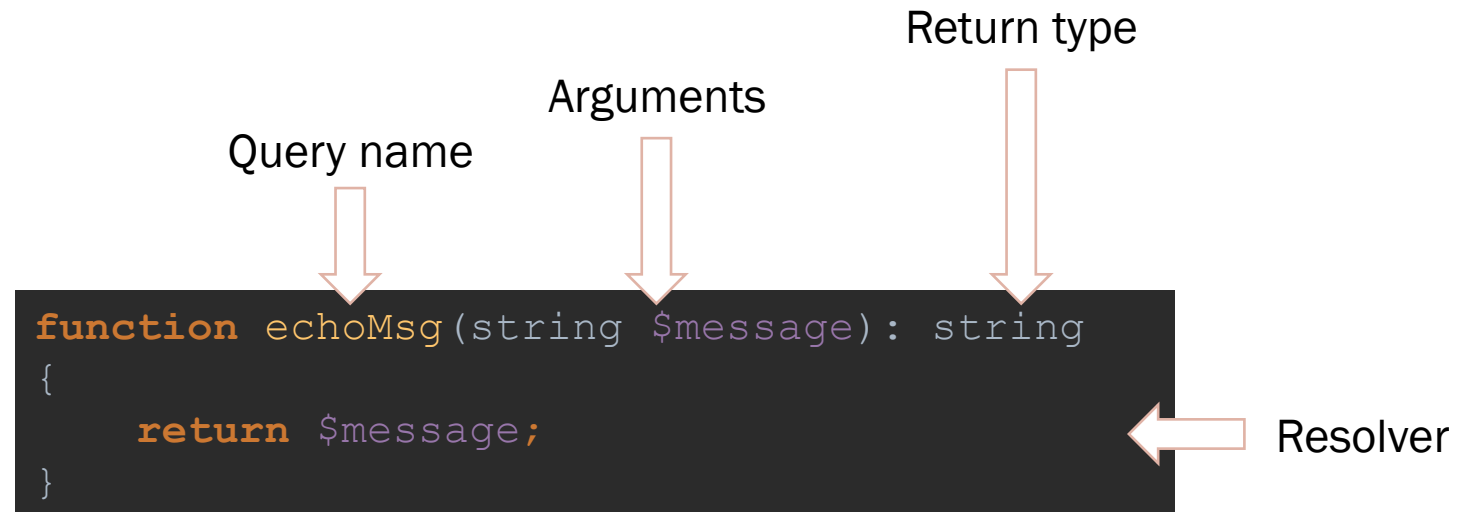 Return type
Arguments
Query name
function echoMsg(string $message): string
{
    return $message;
Resolver
}